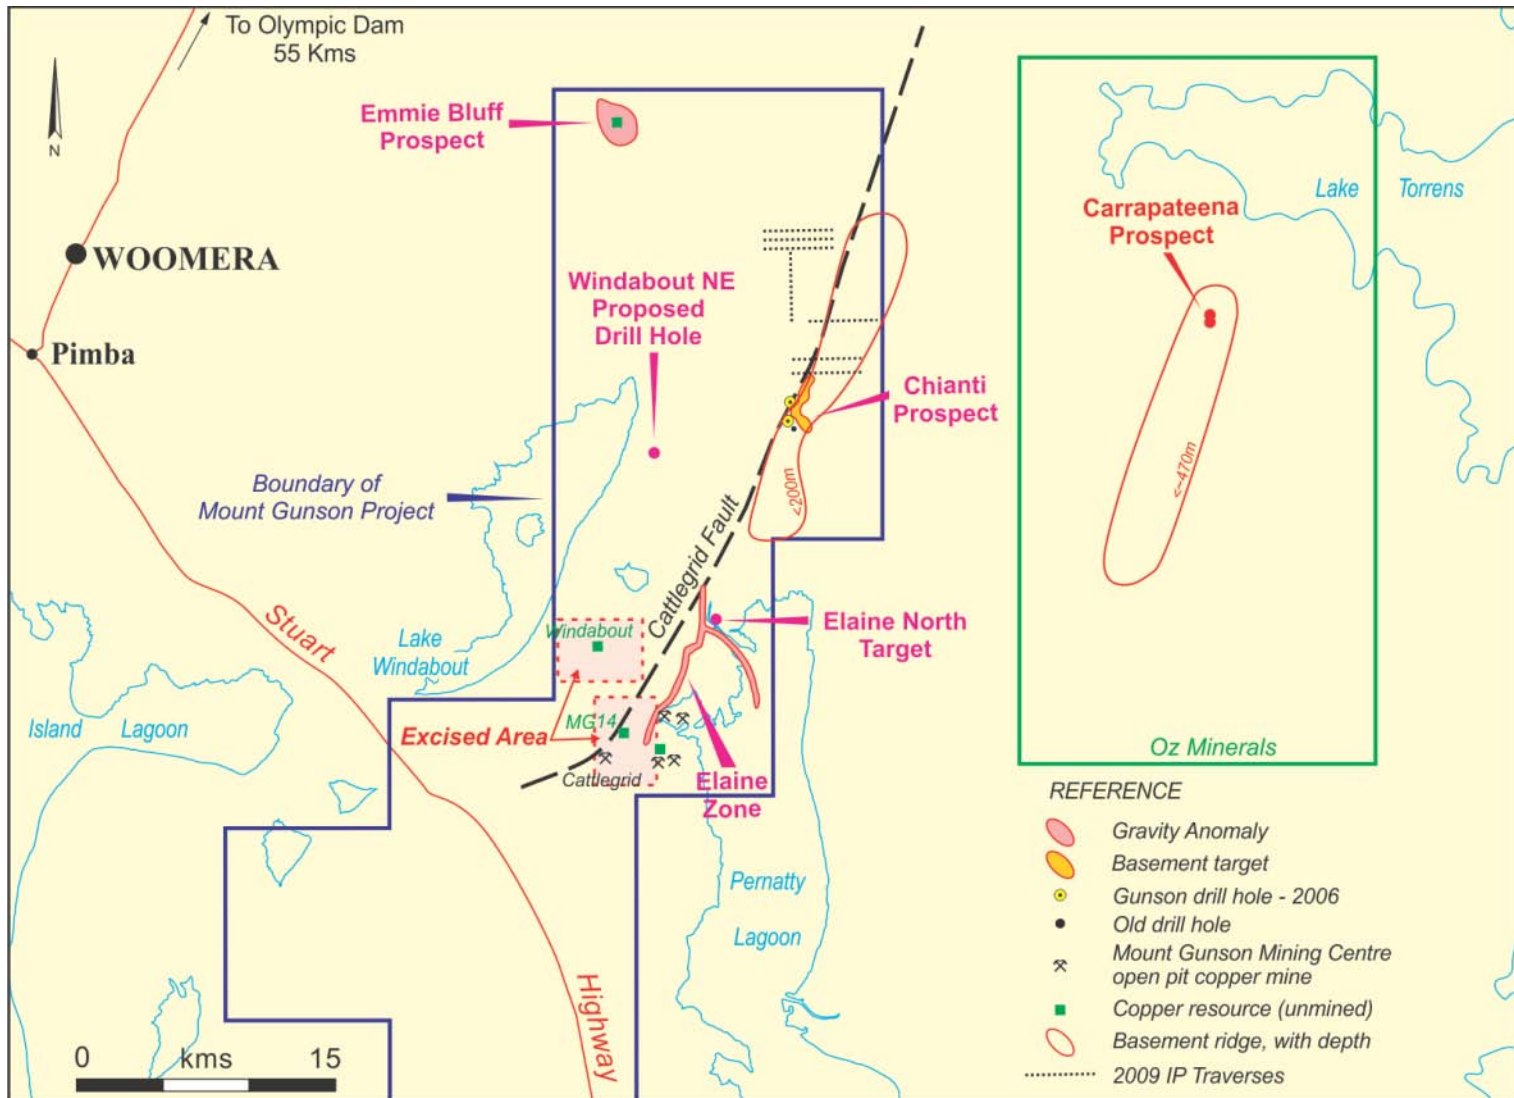 To Olympic Dam
55 Kms
N
Emmie Bluff
Prospect
Lake Torrens
Carrapateena
Prospect
WOOMERA
Windabout NE
Proposed
Drill Hole
Pimba
Chianti
Prospect
<~470m
<200m
Boundary of
Mount Gunson Project
Cattlegrid Fault
Stuart
Windabout
Elaine North
Target
Lake
Windabout
Island Lagoon
MG14
Excised Area
Cattlegrid
Elaine
Zone
Oz Minerals
Pernatty
Lagoon
Highway
0 kms 15
REFERENCE
Gravity Anomaly
Basement target
Gunson drill hole - 2006
Old drill hole
Mount Gunson Mining Centre
open pit copper mine
Copper resource (unmined)
Basement ridge, with depth
2009 IP Traverses